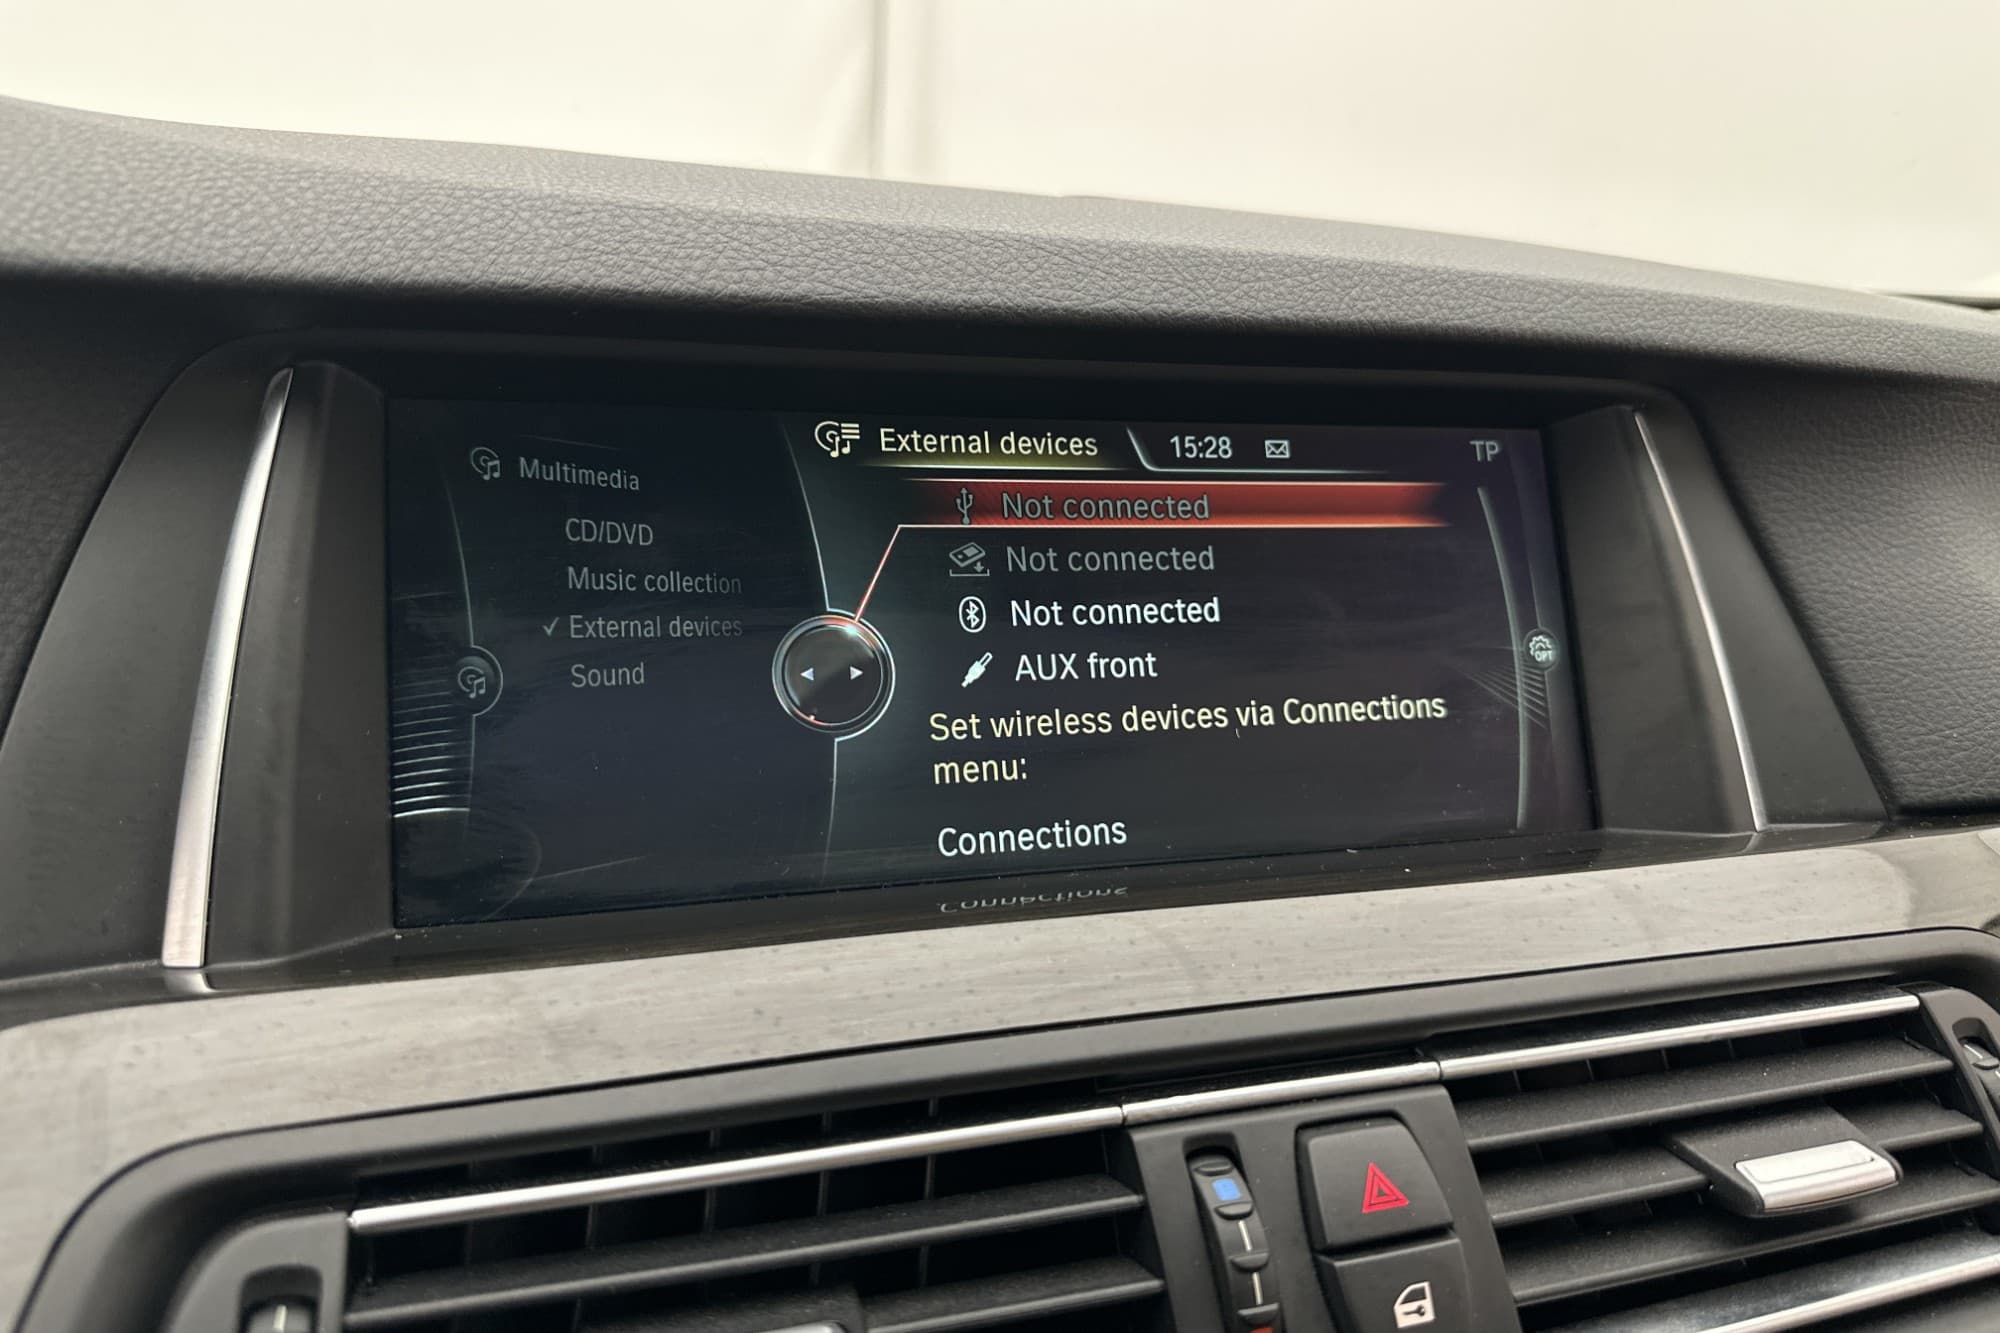 Multimedia
CD/DVD
Music collection
External devices
Sound
External devices
15:28
TP
Not connected
Not connected
Not connected
AUX front
Set wireless devices via Connections
menu:
Connections
OPT